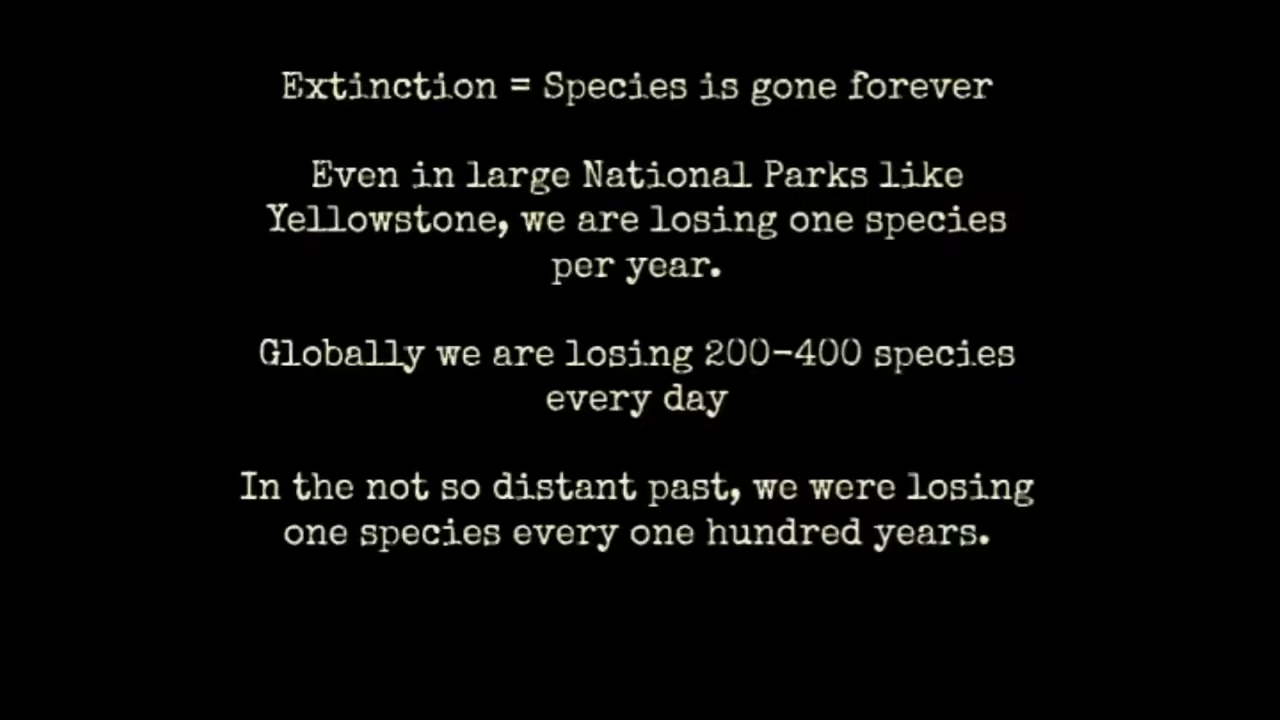 Extinction = Species is gone forever
Even in large National Parks like
Yellowstone, we are losing one species
per year.
Globally we are losing 200-400 species
every day
In the not so distant past, we were losing
one species every one hundred years.